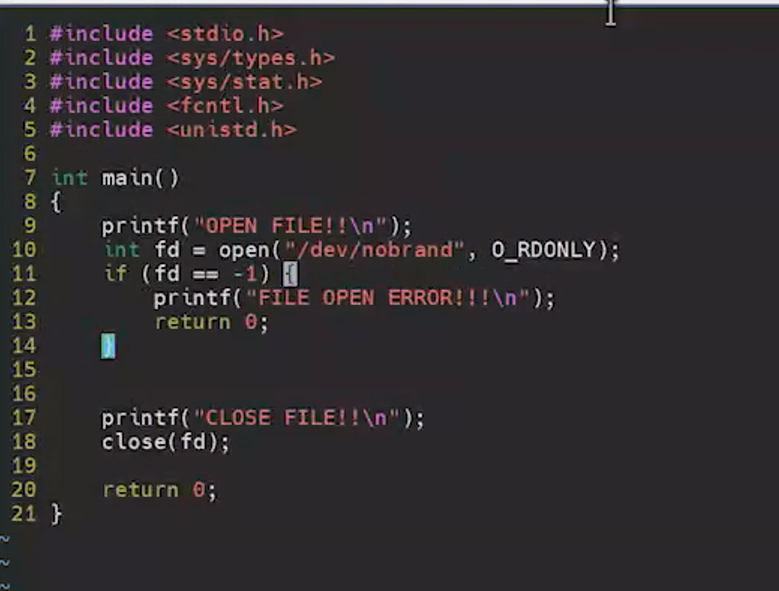 1 #include <stdio.h>
2 #include <sys/types.h>
3 #include <sys/stat.h>
4 #include <fcntl.h>
5 #include <unistd.h>
6
7 int main()
8 {
9     printf("OPEN FILE!!\n");
10     int fd = open("/dev/nobrand", O_RDONLY);
11     if (fd == -1) {
12         printf("FILE OPEN ERROR!!!\n");
13         return 0;
14     }
15
16
17     printf("CLOSE FILE!!\n");
18     close(fd);
19
20     return 0;
21 }
~
~
~